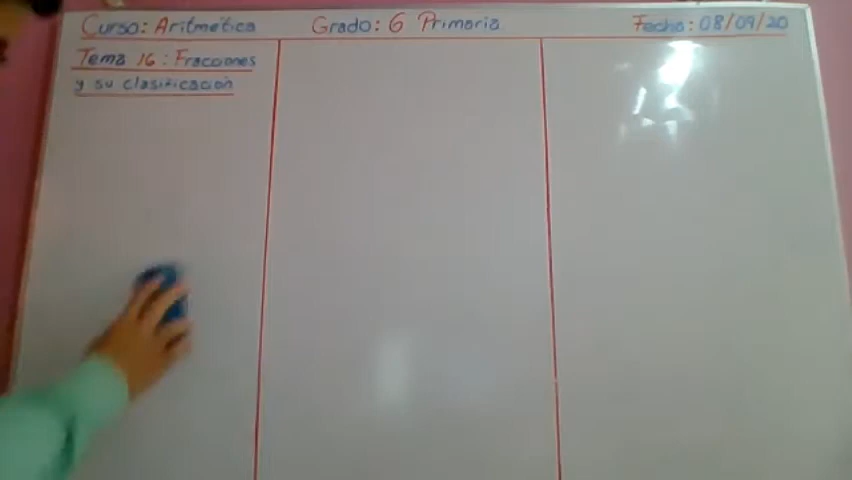 Curso: Aritmética Grado: 6 Primaria Fecha: 08/09/20
Tema 16: Fracciones
y su clasificación